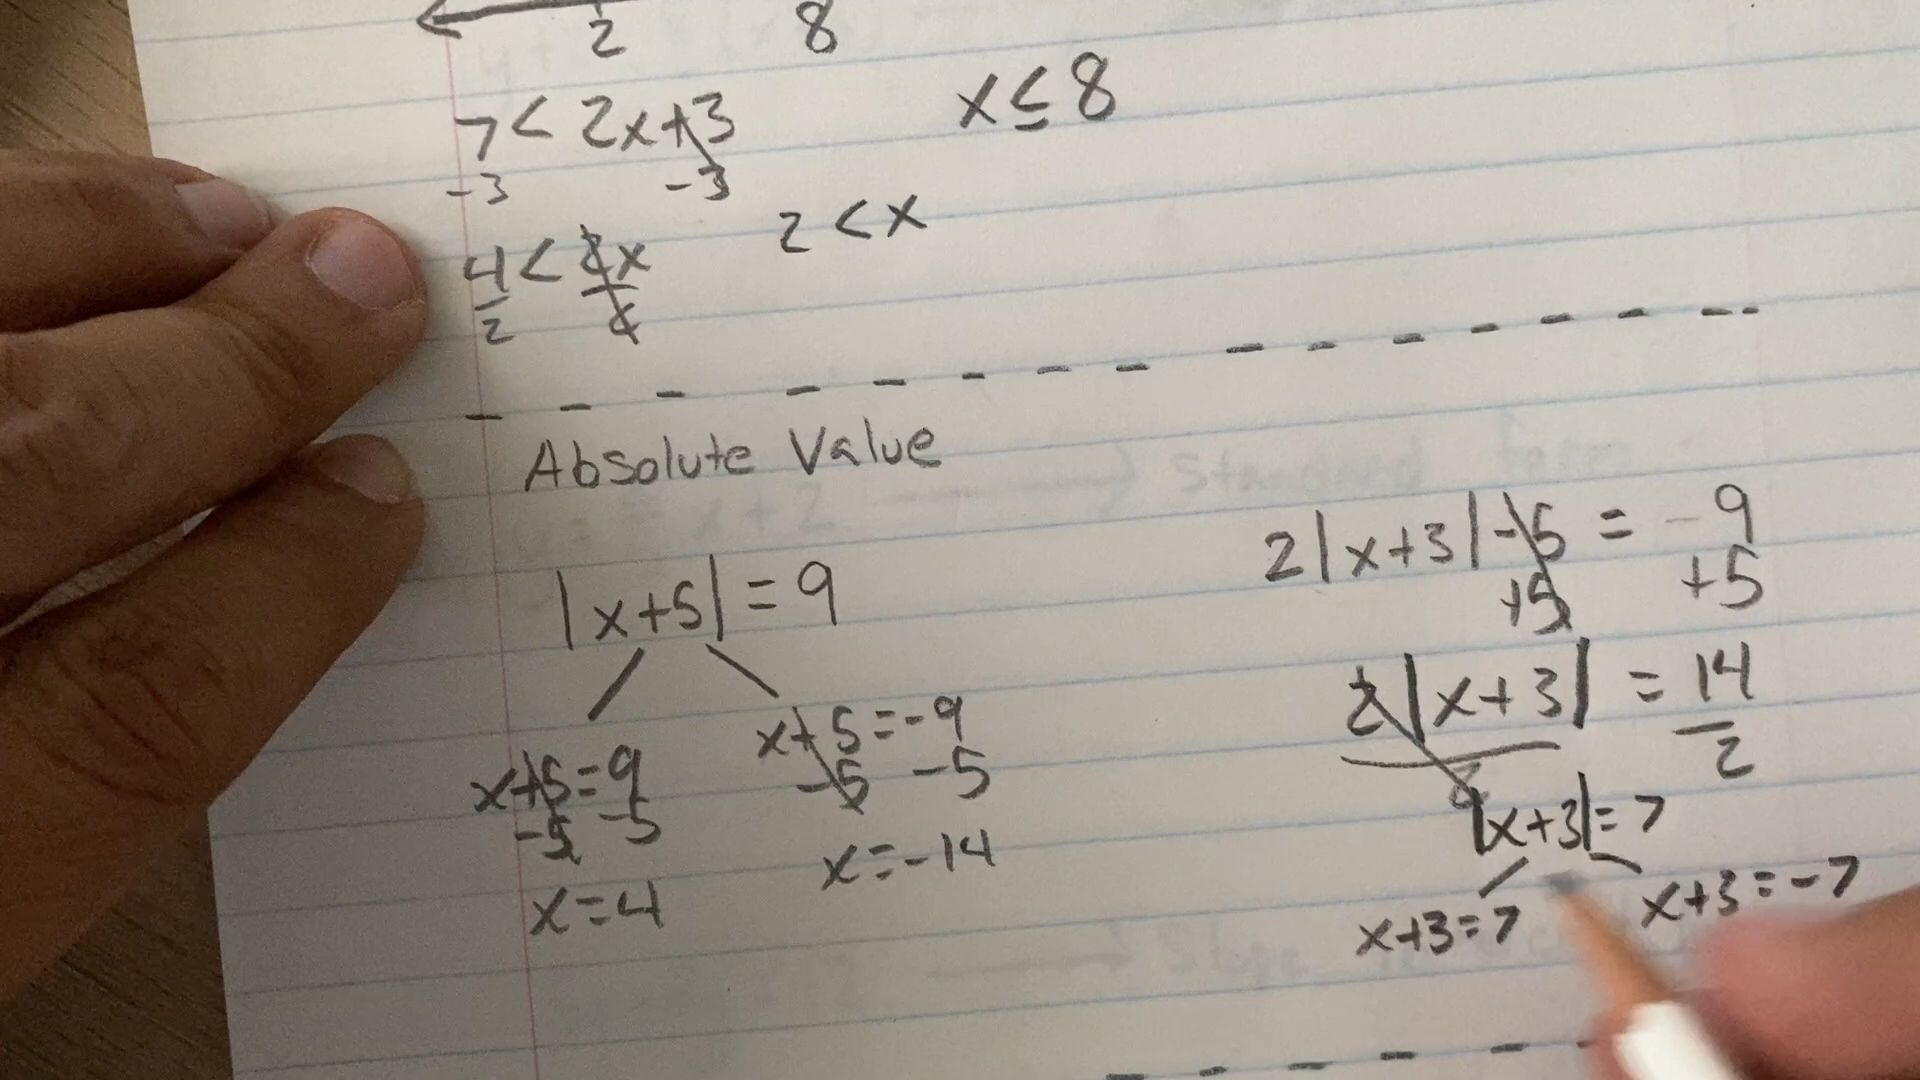 2 8
7 < 2x+3
-3 -3
x ≤ 8
4 < 2x
2 2
2 < x
Absolute Value
|x+5| = 9
x+5=9
-5 -5
x=4
x+5=-9
-5 -5
x=-14
2|x+3|-5 = 9
+5 +5
2|x+3| = 14
2 2
|x+3|=7
x+3=7
x+3=-7